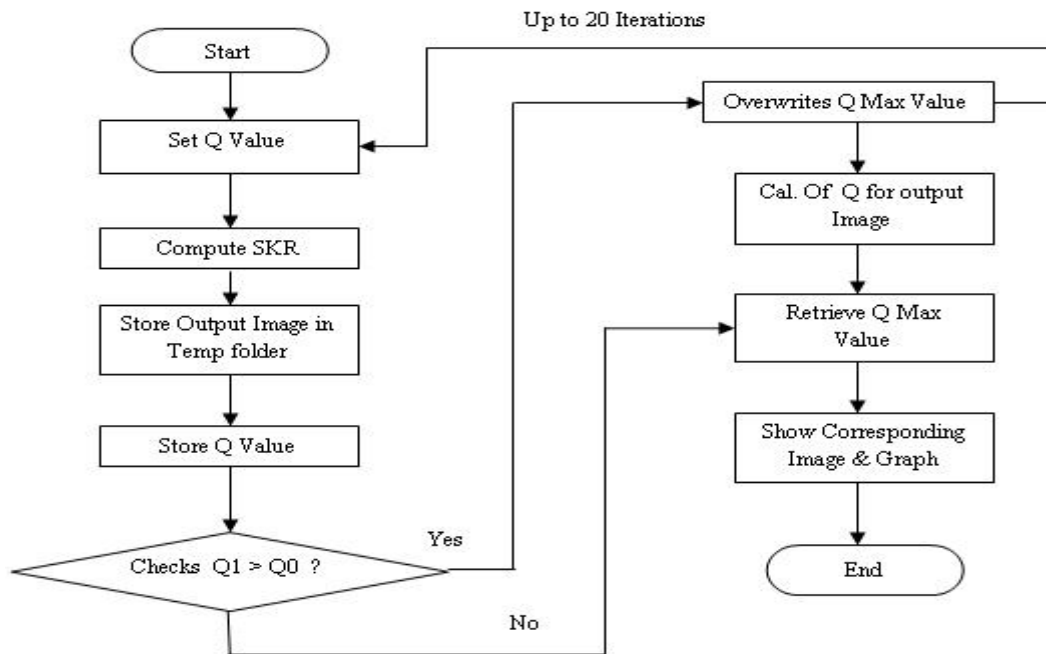 Up to 20 Iterations
Start
Set Q Value
Compute SKR
Store Output Image in
Temp folder
Store Q Value
Checks Q1 > Q0 ?
Yes
No
Overwrites Q Max Value
Cal. Of Q for output
Image
Retrieve Q Max
Value
Show Corresponding
Image & Graph
End